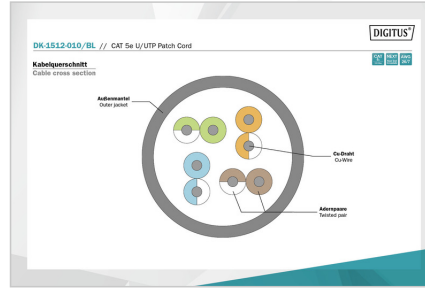 DIGITUS®
DK-1512-010/BL // CAT 5e U/UTP Patch Cord
Kabelquerschnitt
Cable cross section
Außenmantel
Outer jacket
Cu-Draht
Cu-Wire
Adernpaare
Twisted pair